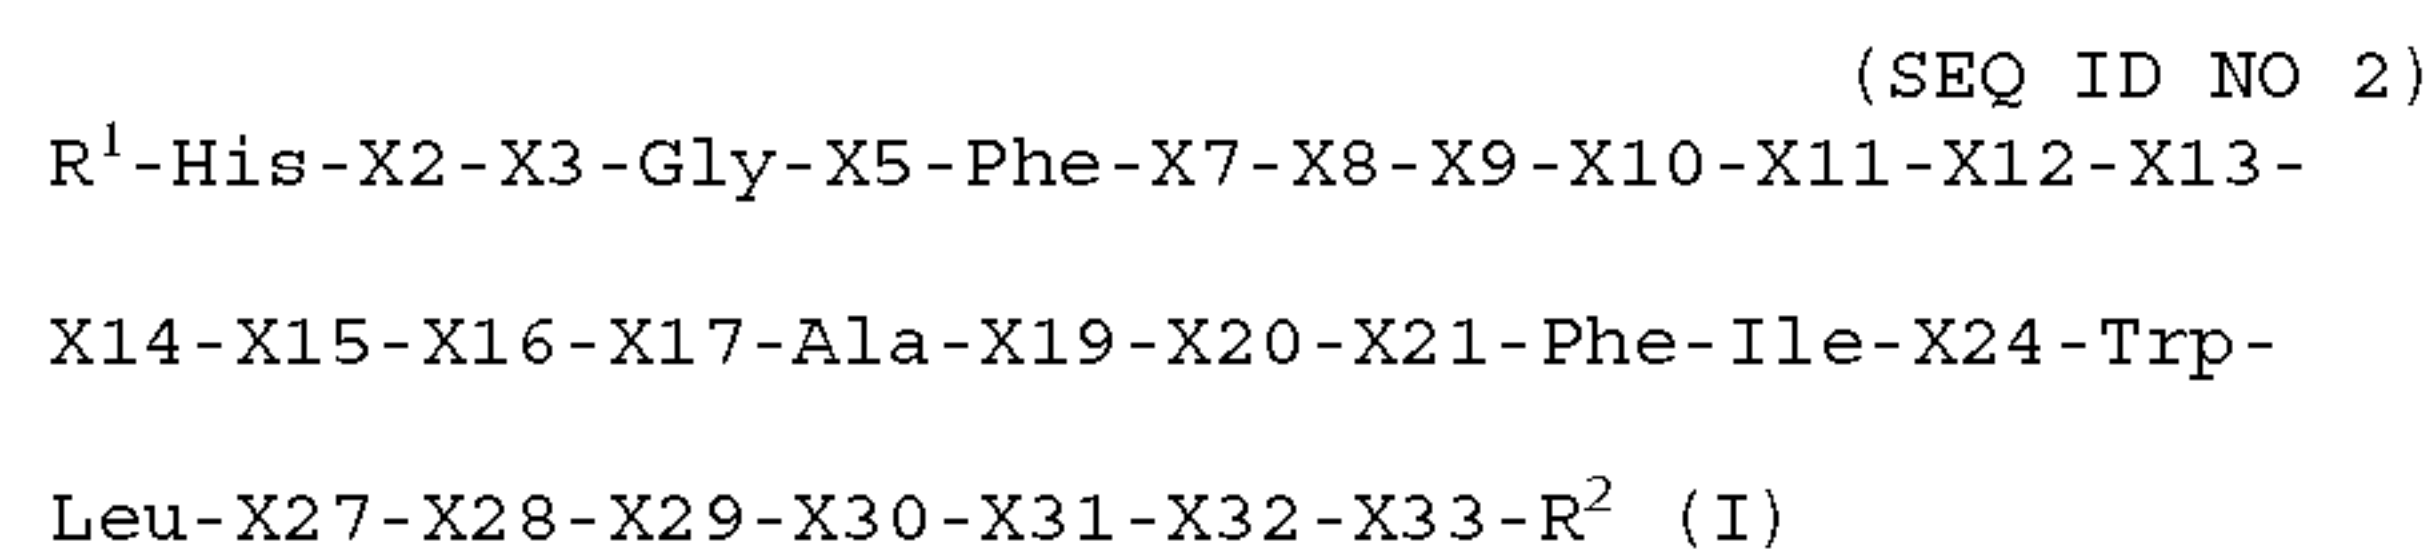 (SEQ ID NO 2)
R¹-His-X2-X3-Gly-X5-Phe-X7-X8-X9-X10-X11-X12-X13-
X14-X15-X16-X17-Ala-X19-X20-X21-Phe-Ile-X24-Trp-
Leu-X27-X28-X29-X30-X31-X32-X33-R² (I)